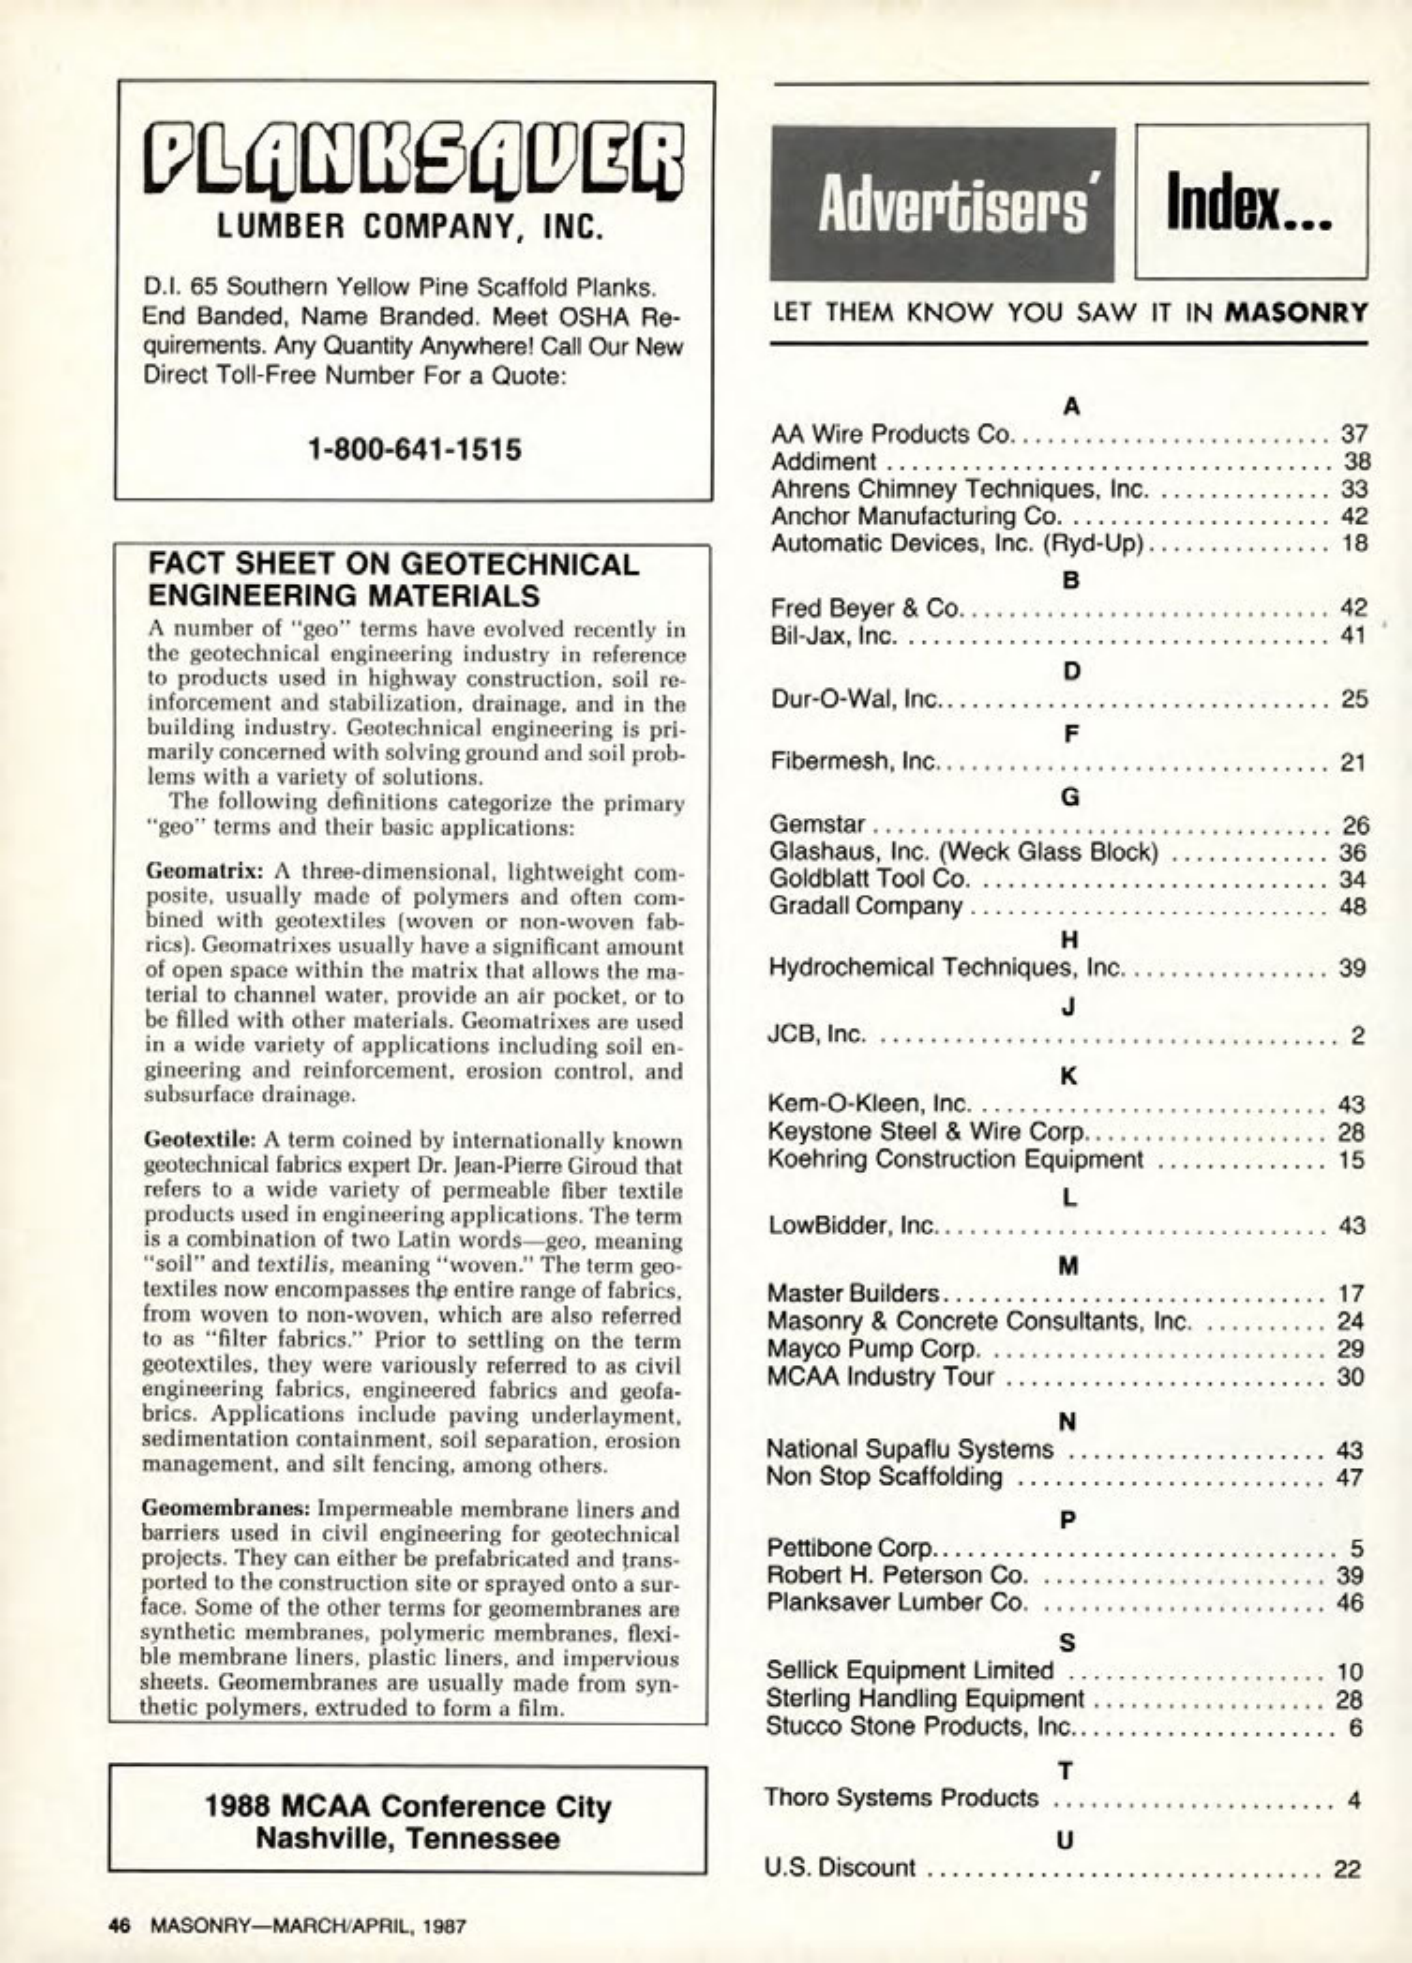 PLANKSAVER
LUMBER COMPANY, INC.
D.I. 65 Southern Yellow Pine Scaffold Planks.
End Banded, Name Branded. Meet OSHA Re-
quirements. Any Quantity Anywhere! Call Our New
Direct Toll-Free Number For a Quote:
1-800-641-1515
FACT SHEET ON GEOTECHNICAL
ENGINEERING MATERIALS
A number of "geo" terms have evolved recently in
the geotechnical engineering industry in reference
to products used in highway construction, soil re-
inforcement and stabilization, drainage, and in the
building industry. Geotechnical engineering is pri-
marily concerned with solving ground and soil prob-
lems with a variety of solutions.
The following definitions categorize the primary
"geo" terms and their basic applications:
Geomatrix: A three-dimensional, lightweight com-
posite, usually made of polymers and often com-
bined with geotextiles (woven or non-woven fab-
rics). Geomatrixes usually have a significant amount
of open space within the matrix that allows the ma-
terial to channel water, provide an air pocket, or to
be filled with other materials. Geomatrixes are used
in a wide variety of applications including soil en-
gineering and reinforcement, erosion control, and
subsurface drainage.
Geotextile: A term coined by internationally known
geotechnical fabrics expert Dr. Jean-Pierre Giroud that
refers to a wide variety of permeable fiber textile
products used in engineering applications. The term
is a combination of two Latin words—geo, meaning
"soil" and textilis, meaning "woven." The term geo-
textiles now encompasses the entire range of fabrics,
from woven to non-woven, which are also referred
to as "filter fabrics." Prior to settling on the term
geotextiles, they were variously referred to as civil
engineering fabrics, engineered fabrics and geofa-
brics. Applications include paving underlayment,
sedimentation containment, soil separation, erosion
management, and silt fencing, among others.
Geomembranes: Impermeable membrane liners and
barriers used in civil engineering for geotechnical
projects. They can either be prefabricated and trans-
ported to the construction site or sprayed onto a sur-
face. Some of the other terms for geomembranes are
synthetic membranes, polymeric membranes, flexi-
ble membrane liners, plastic liners, and impervious
sheets. Geomembranes are usually made from syn-
thetic polymers, extruded to form a film.
1988 MCAA Conference City
Nashville, Tennessee
46 MASONRY—MARCH/APRIL, 1987
Advertisers' Index...
LET THEM KNOW YOU SAW IT IN MASONRY
A
AA Wire Products Co. 37
Addiment 38
Ahrens Chimney Techniques, Inc. 33
Anchor Manufacturing Co. 42
Automatic Devices, Inc. (Ryd-Up) 18
B
Fred Beyer & Co. 42
Bil-Jax, Inc. 41
D
Dur-O-Wal, Inc. 25
F
Fibermesh, Inc. 21
G
Gemstar 26
Glashaus, Inc. (Weck Glass Block) 36
Goldblatt Tool Co. 34
Gradall Company 48
H
Hydrochemical Techniques, Inc. 39
J
JCB, Inc. 2
K
Kem-O-Kleen, Inc. 43
Keystone Steel & Wire Corp. 28
Koehring Construction Equipment 15
L
LowBidder, Inc. 43
M
Master Builders 17
Masonry & Concrete Consultants, Inc. 24
Mayco Pump Corp. 29
MCAA Industry Tour 30
N
National Supaflu Systems 43
Non Stop Scaffolding 47
P
Pettibone Corp. 5
Robert H. Peterson Co. 39
Planksaver Lumber Co. 46
S
Sellick Equipment Limited 10
Sterling Handling Equipment 28
Stucco Stone Products, Inc. 6
T
Thoro Systems Products 4
U
U.S. Discount 22